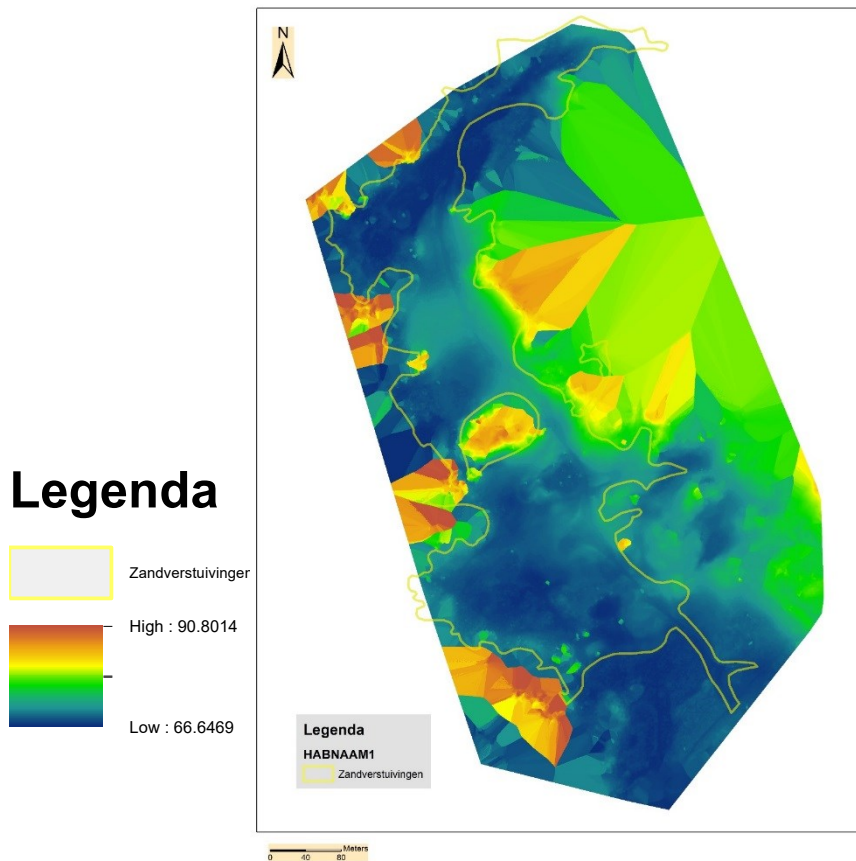 N
Legenda
Zandverstuivinger
High : 90.8014
Low : 66.6469
Legenda
HABNAAM1
Zandverstuivingen
Meters
0 40 80